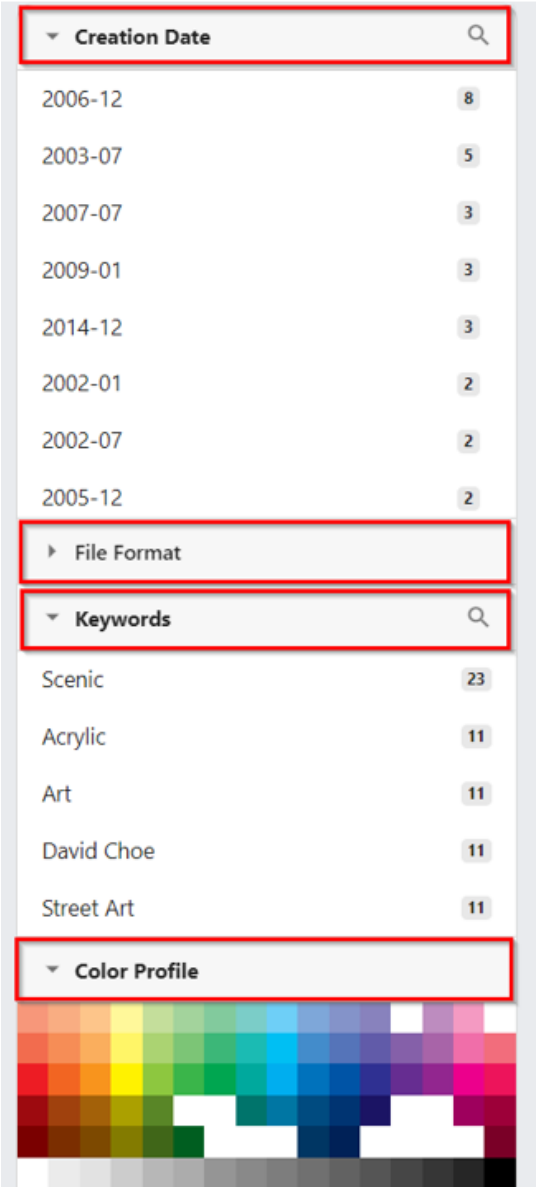 Creation Date
2006-12 8
2003-07 5
2007-07 3
2009-01 3
2014-12 3
2002-01 2
2002-07 2
2005-12 2
File Format
Keywords
Scenic 23
Acrylic 11
Art 11
David Choe 11
Street Art 11
Color Profile